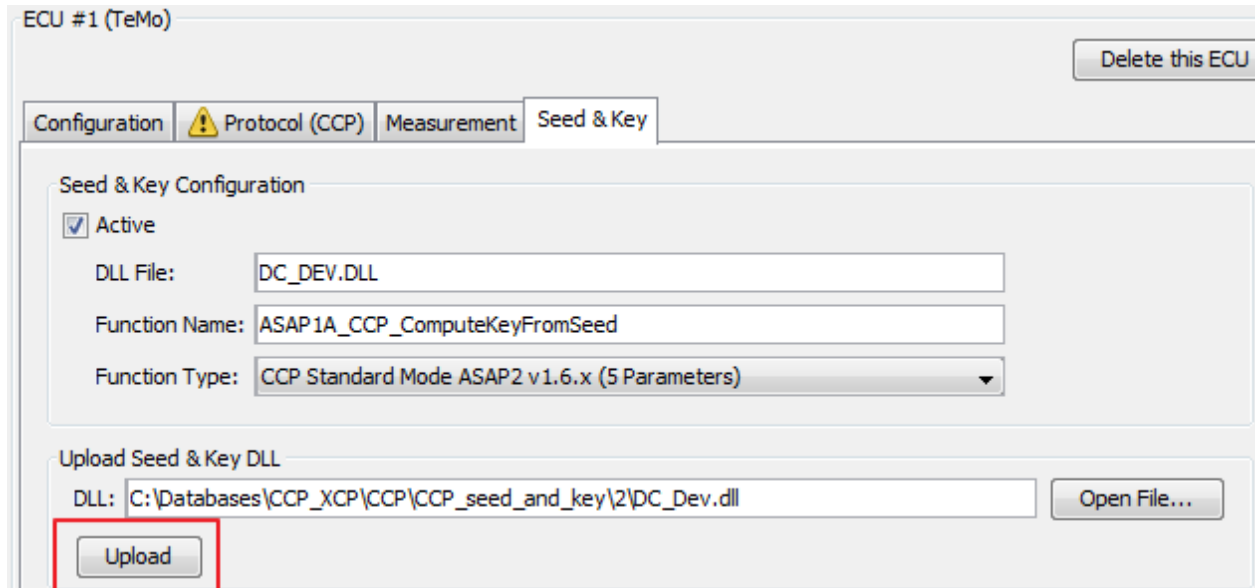 ECU #1 (TeMo)
Delete this ECU
Configuration Protocol (CCP) Measurement Seed & Key
Seed & Key Configuration
Active
DLL File: DC_DEV.DLL
Function Name: ASAP1A_CCP_ComputeKeyFromSeed
Function Type: CCP Standard Mode ASAP2 v1.6.x (5 Parameters)
Upload Seed & Key DLL
DLL: C:\Databases\CCP_XCP\CCP\CCP_seed_and_key\2\DC_Dev.dll Open File...
Upload